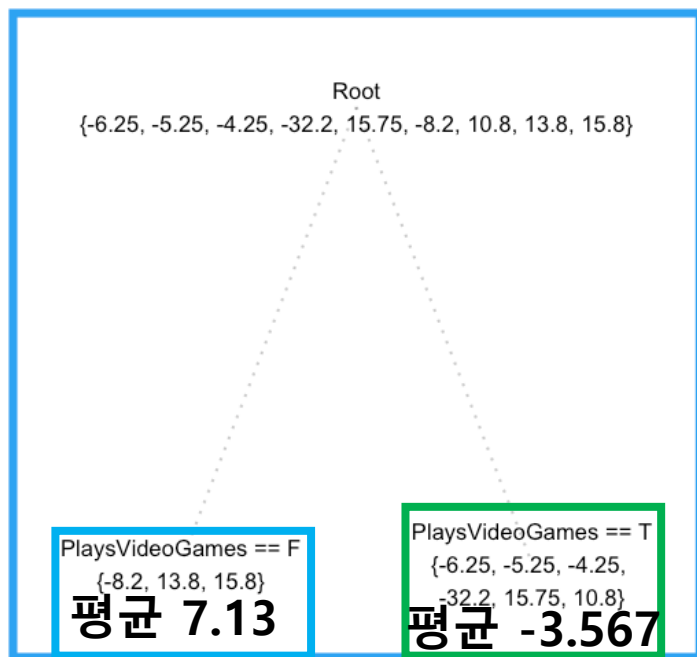 Root
{-6.25, -5.25, -4.25, -32.2, 15.75, -8.2, 10.8, 13.8, 15.8}
PlaysVideoGames == F
{-8.2, 13.8, 15.8}
평균 7.13
PlaysVideoGames == T
{-6.25, -5.25, -4.25,
-32.2, 15.75, 10.8}
평균 -3.567